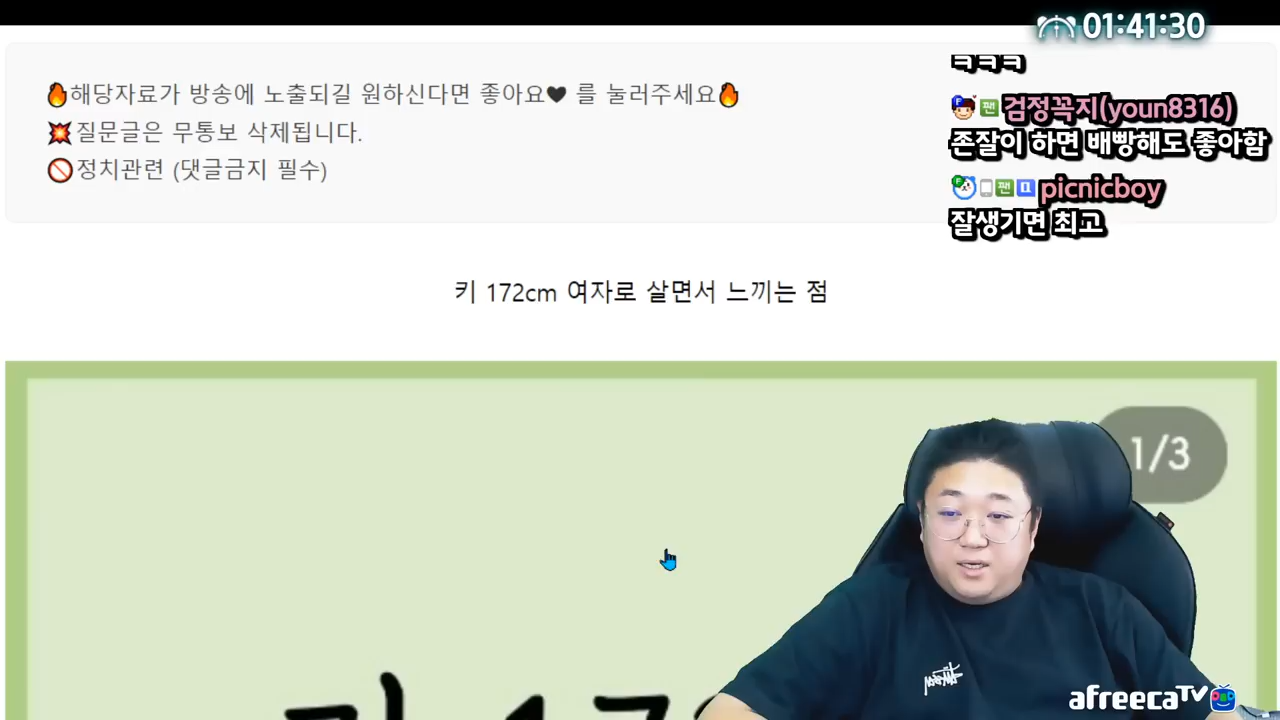 01:41:30
ㅋㅋㅋ
🔥해당자료가 방송에 노출되길 원하신다면 좋아요♥ 를 눌러주세요🔥
💥질문글은 무통보 삭제됩니다.
🚫정치관련 (댓글금지 필수)
팬 검정꼭지(youn8316)
존잘이 하면 배빵해도 좋아함
팬 picnicboy
잘생기면 최고
키 172cm 여자로 살면서 느끼는 점
1/3
키 17
afreecaTV